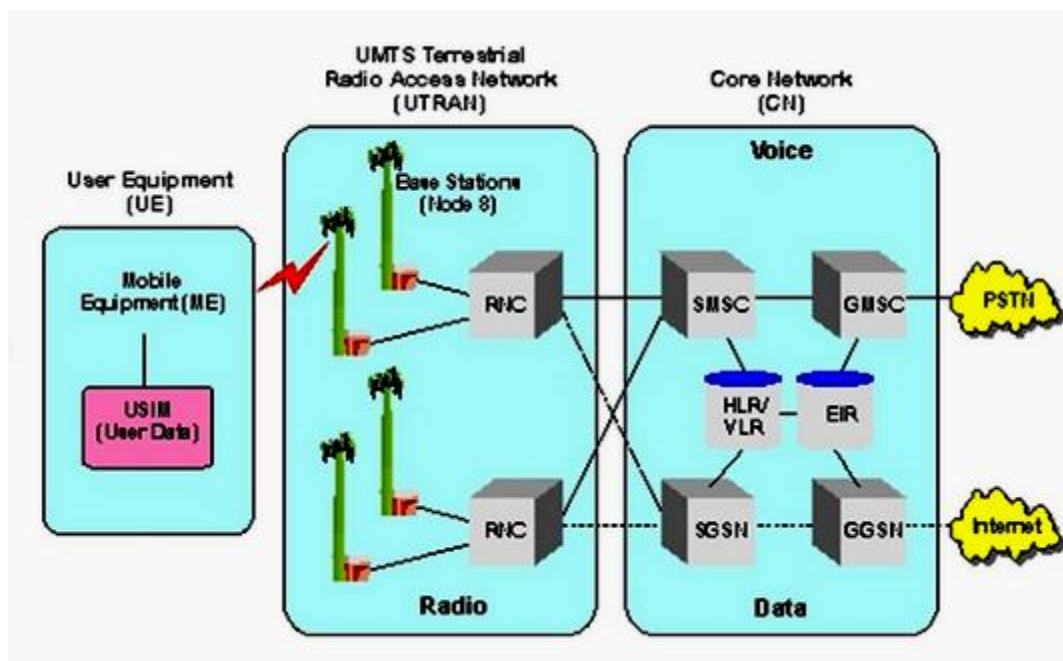 UMTS Terrestrial
Radio Access Network
(UTRAN)
Core Network
(CN)
User Equipment
(UE)
Mobile
Equipment (ME)
USIM
(User Data)
Base Stations
(Node B)
RNC
RNC
Radio
Voice
SMSC
GMSC
HLR/
VLR
EIR
SGSN
GGSN
Data
PSTN
Internet